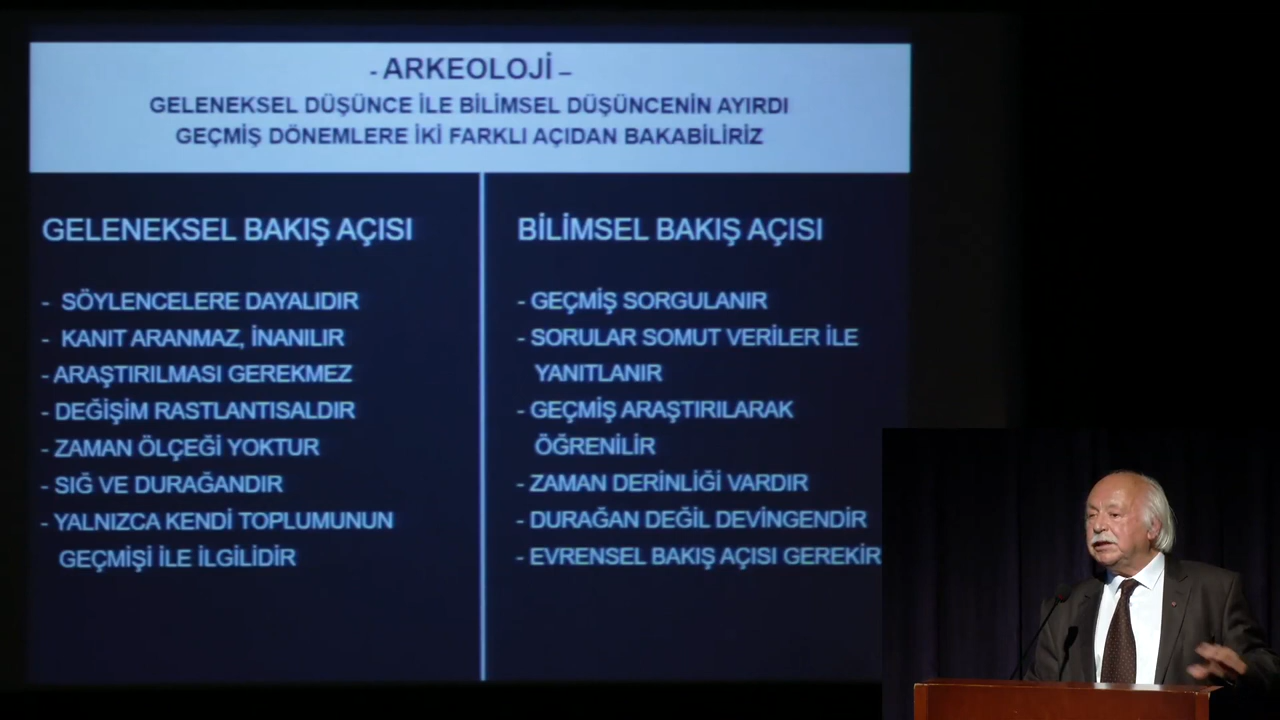 - ARKEOLOJİ –
GELENEKSEL DÜŞÜNCE İLE BİLİMSEL DÜŞÜNCENİN AYIRDI
GEÇMİŞ DÖNEMLERE İKİ FARKLI AÇIDAN BAKABİLİRİZ
GELENEKSEL BAKIŞ AÇISI
- SÖYLENCELERE DAYALIDIR
- KANIT ARANMAZ, İNANILIR
- ARAŞTIRILMASI GEREKMEZ
- DEĞİŞİM RASTLANTISALDIR
- ZAMAN ÖLÇEĞİ YOKTUR
- SIĞ VE DURAĞANDIR
- YALNIZCA KENDİ TOPLUMUNUN
GEÇMİŞİ İLE İLGİLİDİR
BİLİMSEL BAKIŞ AÇISI
- GEÇMİŞ SORGULANIR
- SORULAR SOMUT VERİLER İLE
YANITLANIR
- GEÇMİŞ ARAŞTIRILARAK
ÖĞRENİLİR
- ZAMAN DERİNLİĞİ VARDIR
- DURAĞAN DEĞİL DEVİNGENDİR
- EVRENSEL BAKIŞ AÇISI GEREKİR